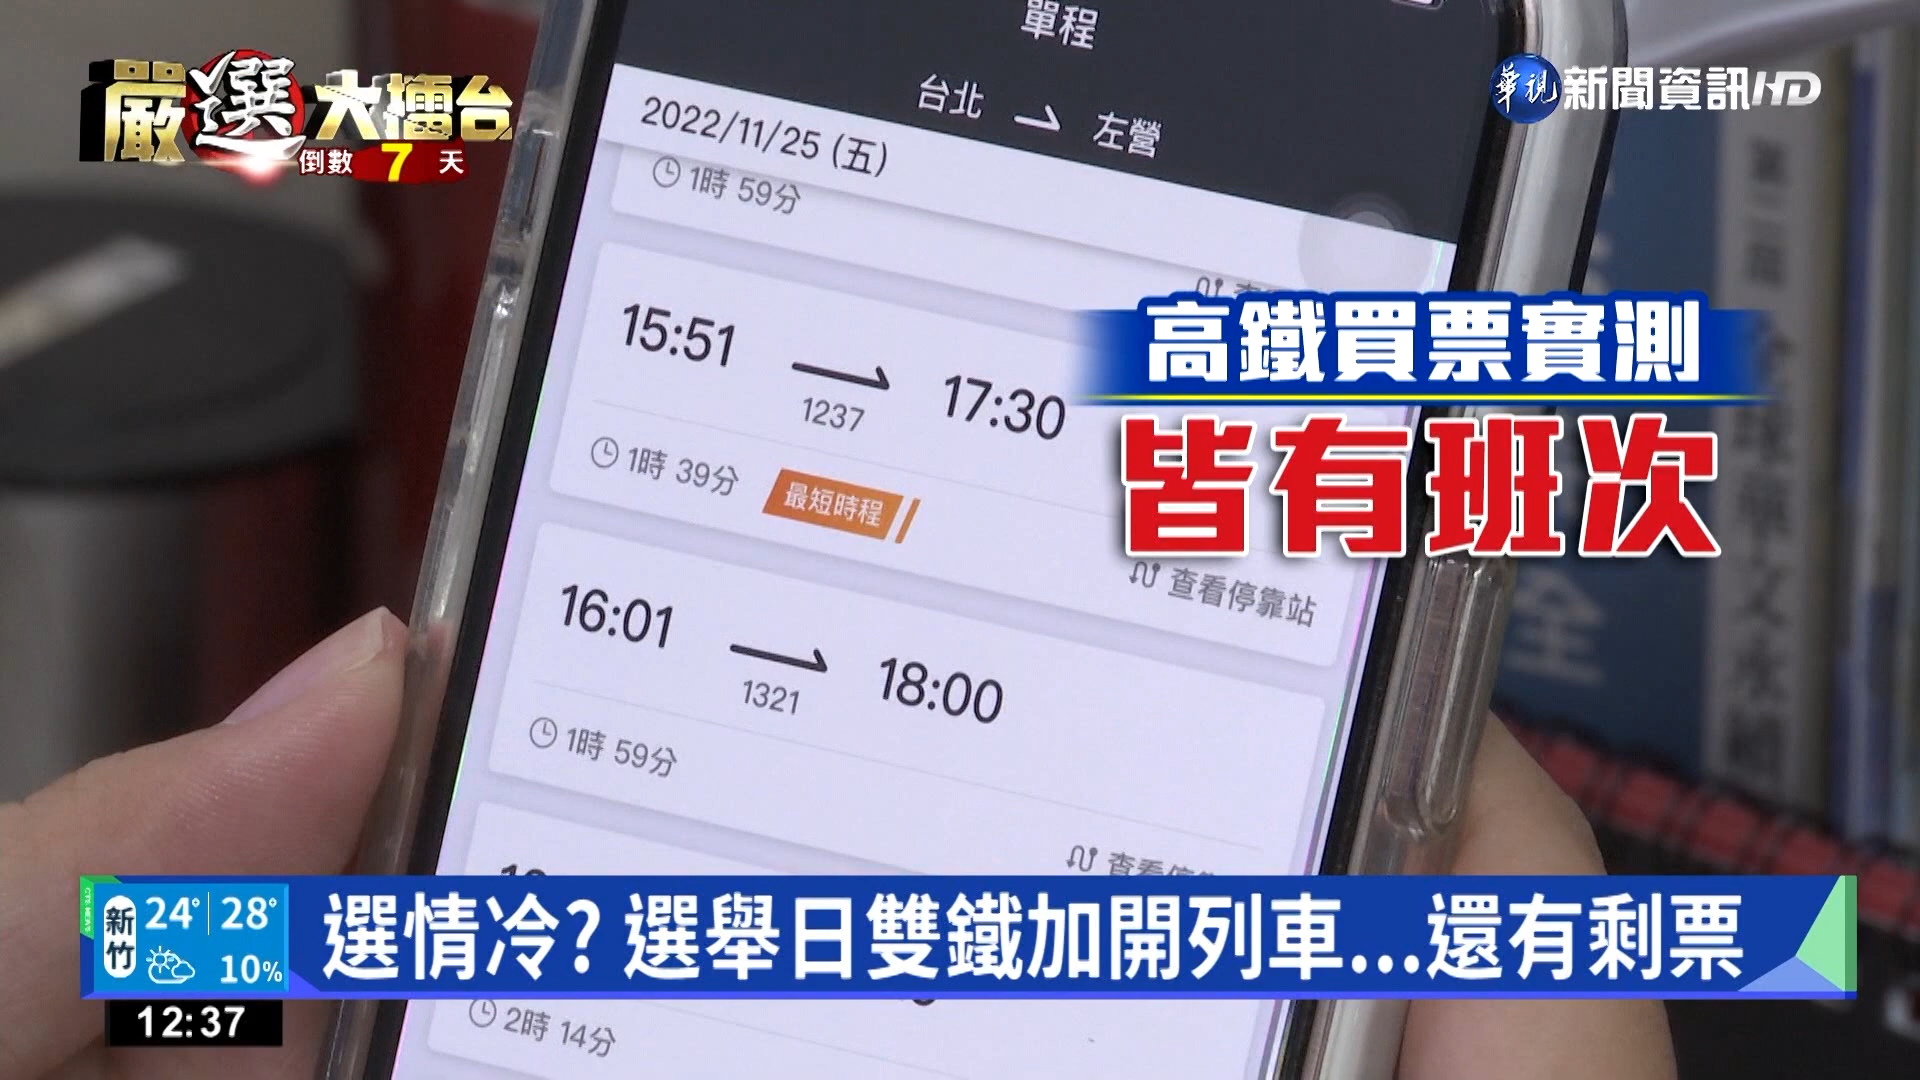 嚴選大擂台
倒數 7 天
華視 新聞資訊HD
單程
台北 左營
2022/11/25 (五)
1時 59分
15:51 17:30
1237
1時 39分 最短時程
查看停靠站
高鐵買票實測
皆有班次
16:01 18:00
1321
1時 59分
2時 14分
新竹 24° 28°
10%
選情冷? 選舉日雙鐵加開列車...還有剩票
12:37